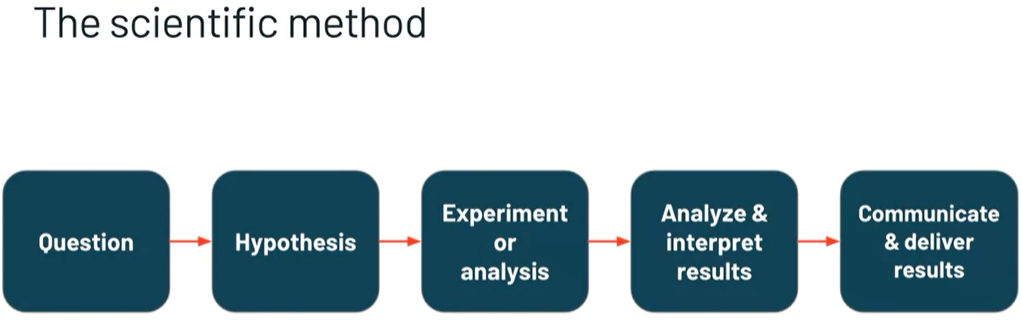 The scientific method
Question
Hypothesis
Experiment
or
analysis
Analyze &
interpret
results
Communicate
& deliver
results